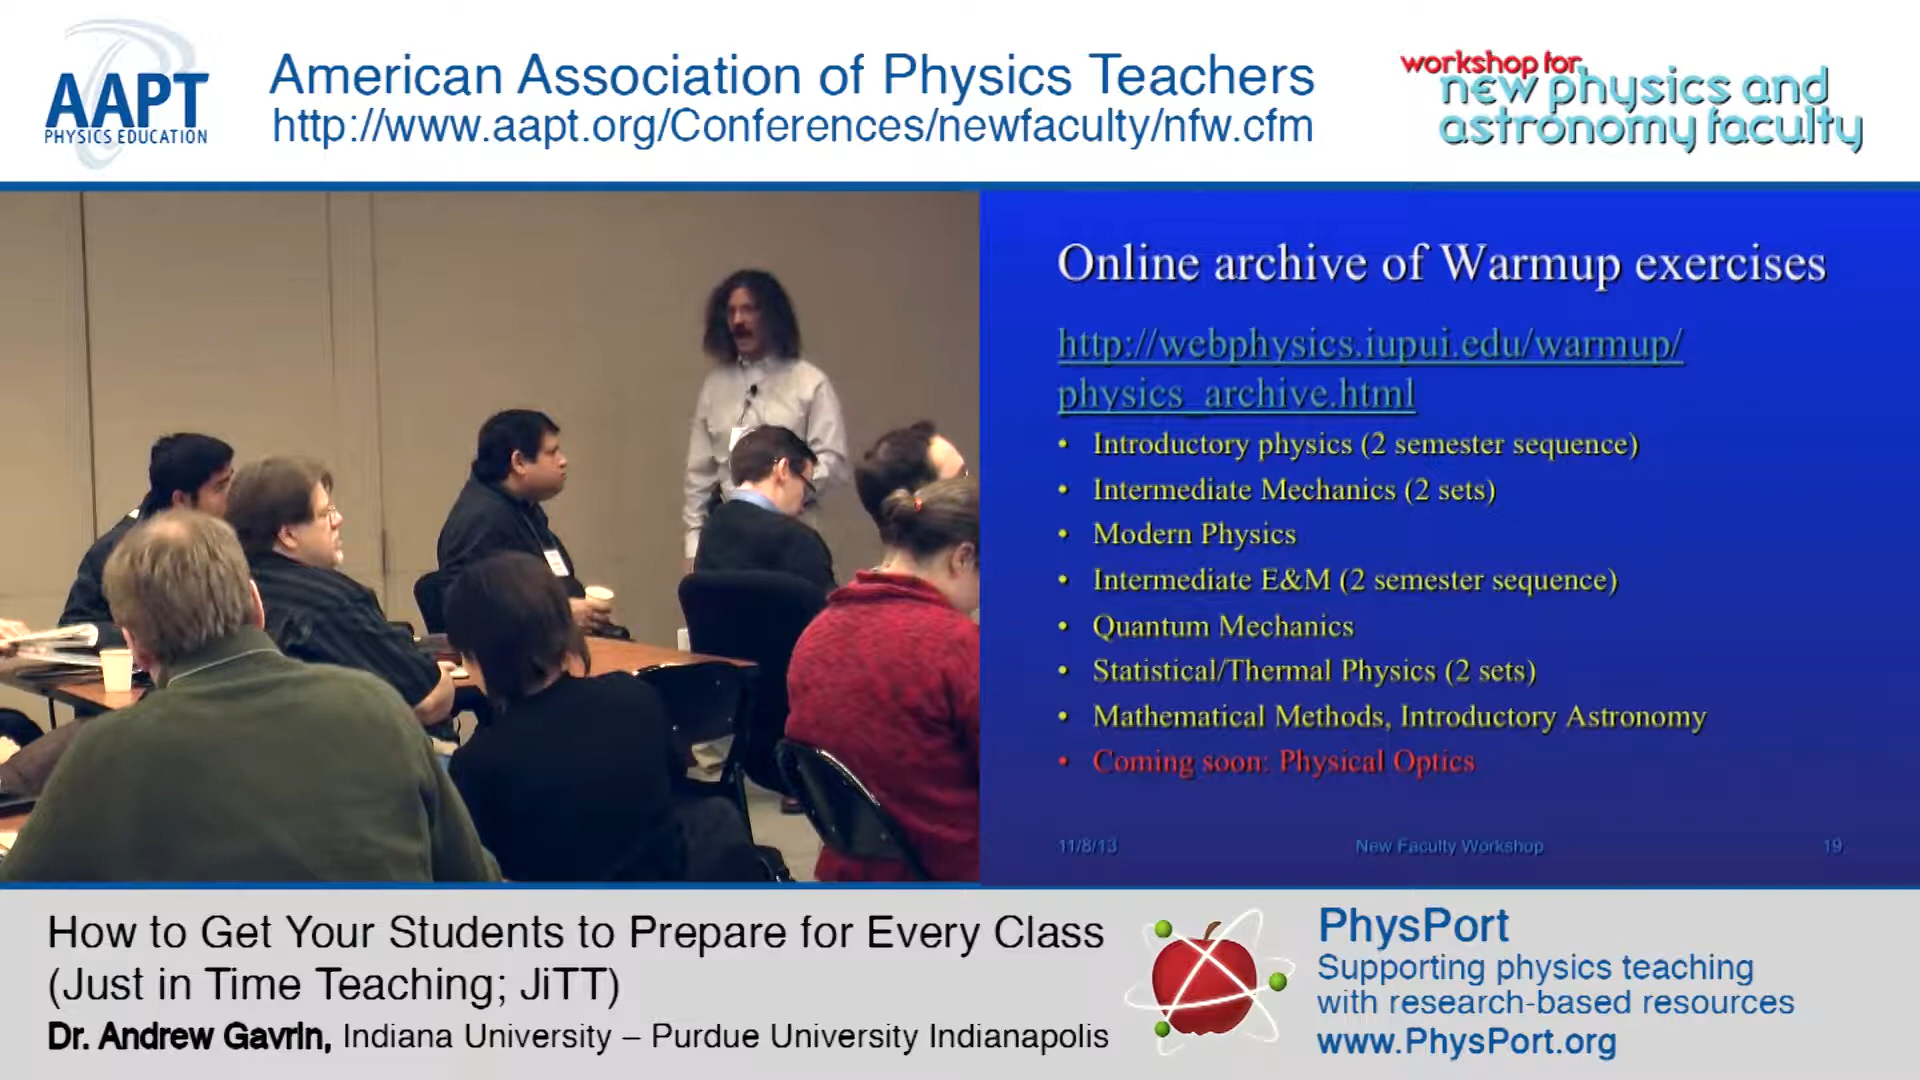 AAPT
PHYSICS EDUCATION
American Association of Physics Teachers
http://www.aapt.org/Conferences/newfaculty/nfw.cfm
workshop for
new physics and
astronomy faculty
Online archive of Warmup exercises
http://webphysics.iupui.edu/warmup/
physics_archive.html
• Introductory physics (2 semester sequence)
• Intermediate Mechanics (2 sets)
• Modern Physics
• Intermediate E&M (2 semester sequence)
• Quantum Mechanics
• Statistical/Thermal Physics (2 sets)
• Mathematical Methods, Introductory Astronomy
• Coming soon: Physical Optics
11/8/13 New Faculty Workshop 19
How to Get Your Students to Prepare for Every Class
(Just in Time Teaching; JiTT)
Dr. Andrew Gavrin, Indiana University – Purdue University Indianapolis
PhysPort
Supporting physics teaching
with research-based resources
www.PhysPort.org